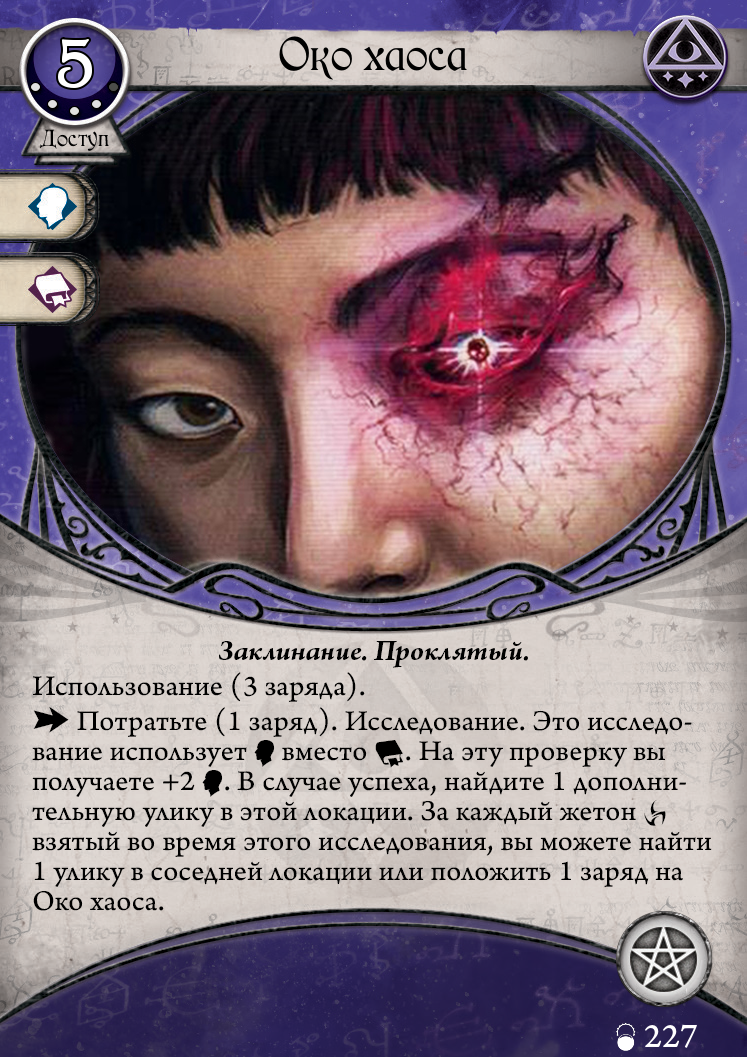 5
Око хаоса
Доступ
Заклинание. Проклятый.
Использование (3 заряда).
Потратьте (1 заряд). Исследование. Это исследо-
вание использует вместо . На эту проверку вы
получаете +2 . В случае успеха, найдите 1 дополни-
тельную улику в этой локации. За каждый жетон
взятый во время этого исследования, вы можете найти
1 улику в соседней локации или положить 1 заряд на
Око хаоса.
227